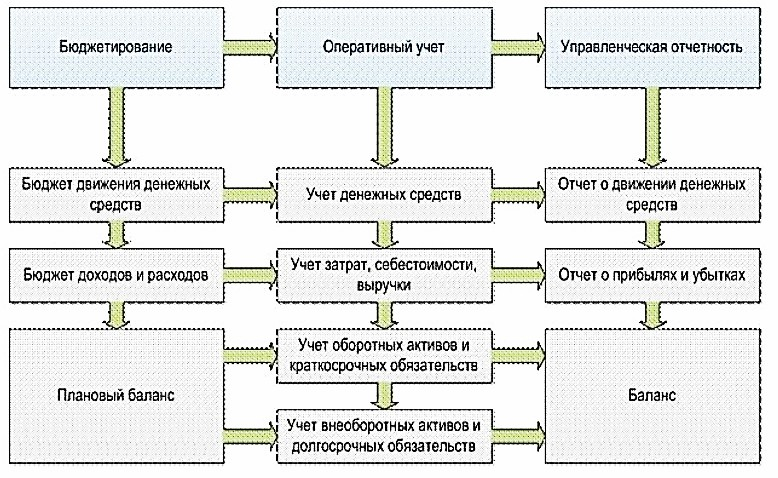 Бюджетирование
Оперативный учет
Управленческая отчетность
Бюджет движения денежных
средств
Учет денежных средств
Отчет о движении денежных
средств
Бюджет доходов и расходов
Учет затрат, себестоимости,
выручки
Отчет о прибылях и убытках
Плановый баланс
Учет оборотных активов и
краткосрочных обязательств
Учет внеоборотных активов и
долгосрочных обязательств
Баланс